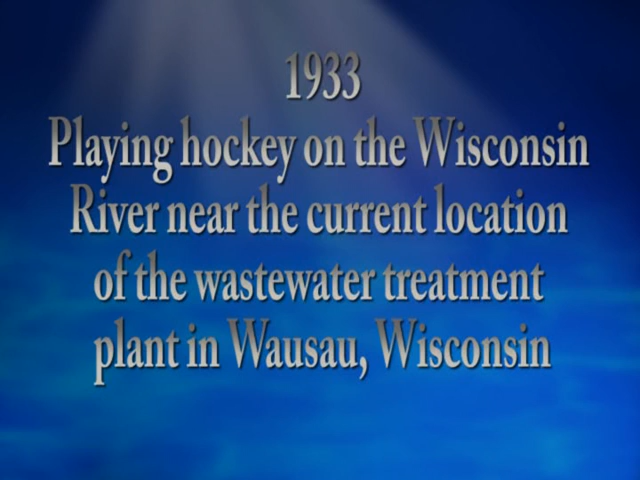 1933
Playing hockey on the Wisconsin
River near the current location
of the wastewater treatment
plant in Wausau, Wisconsin